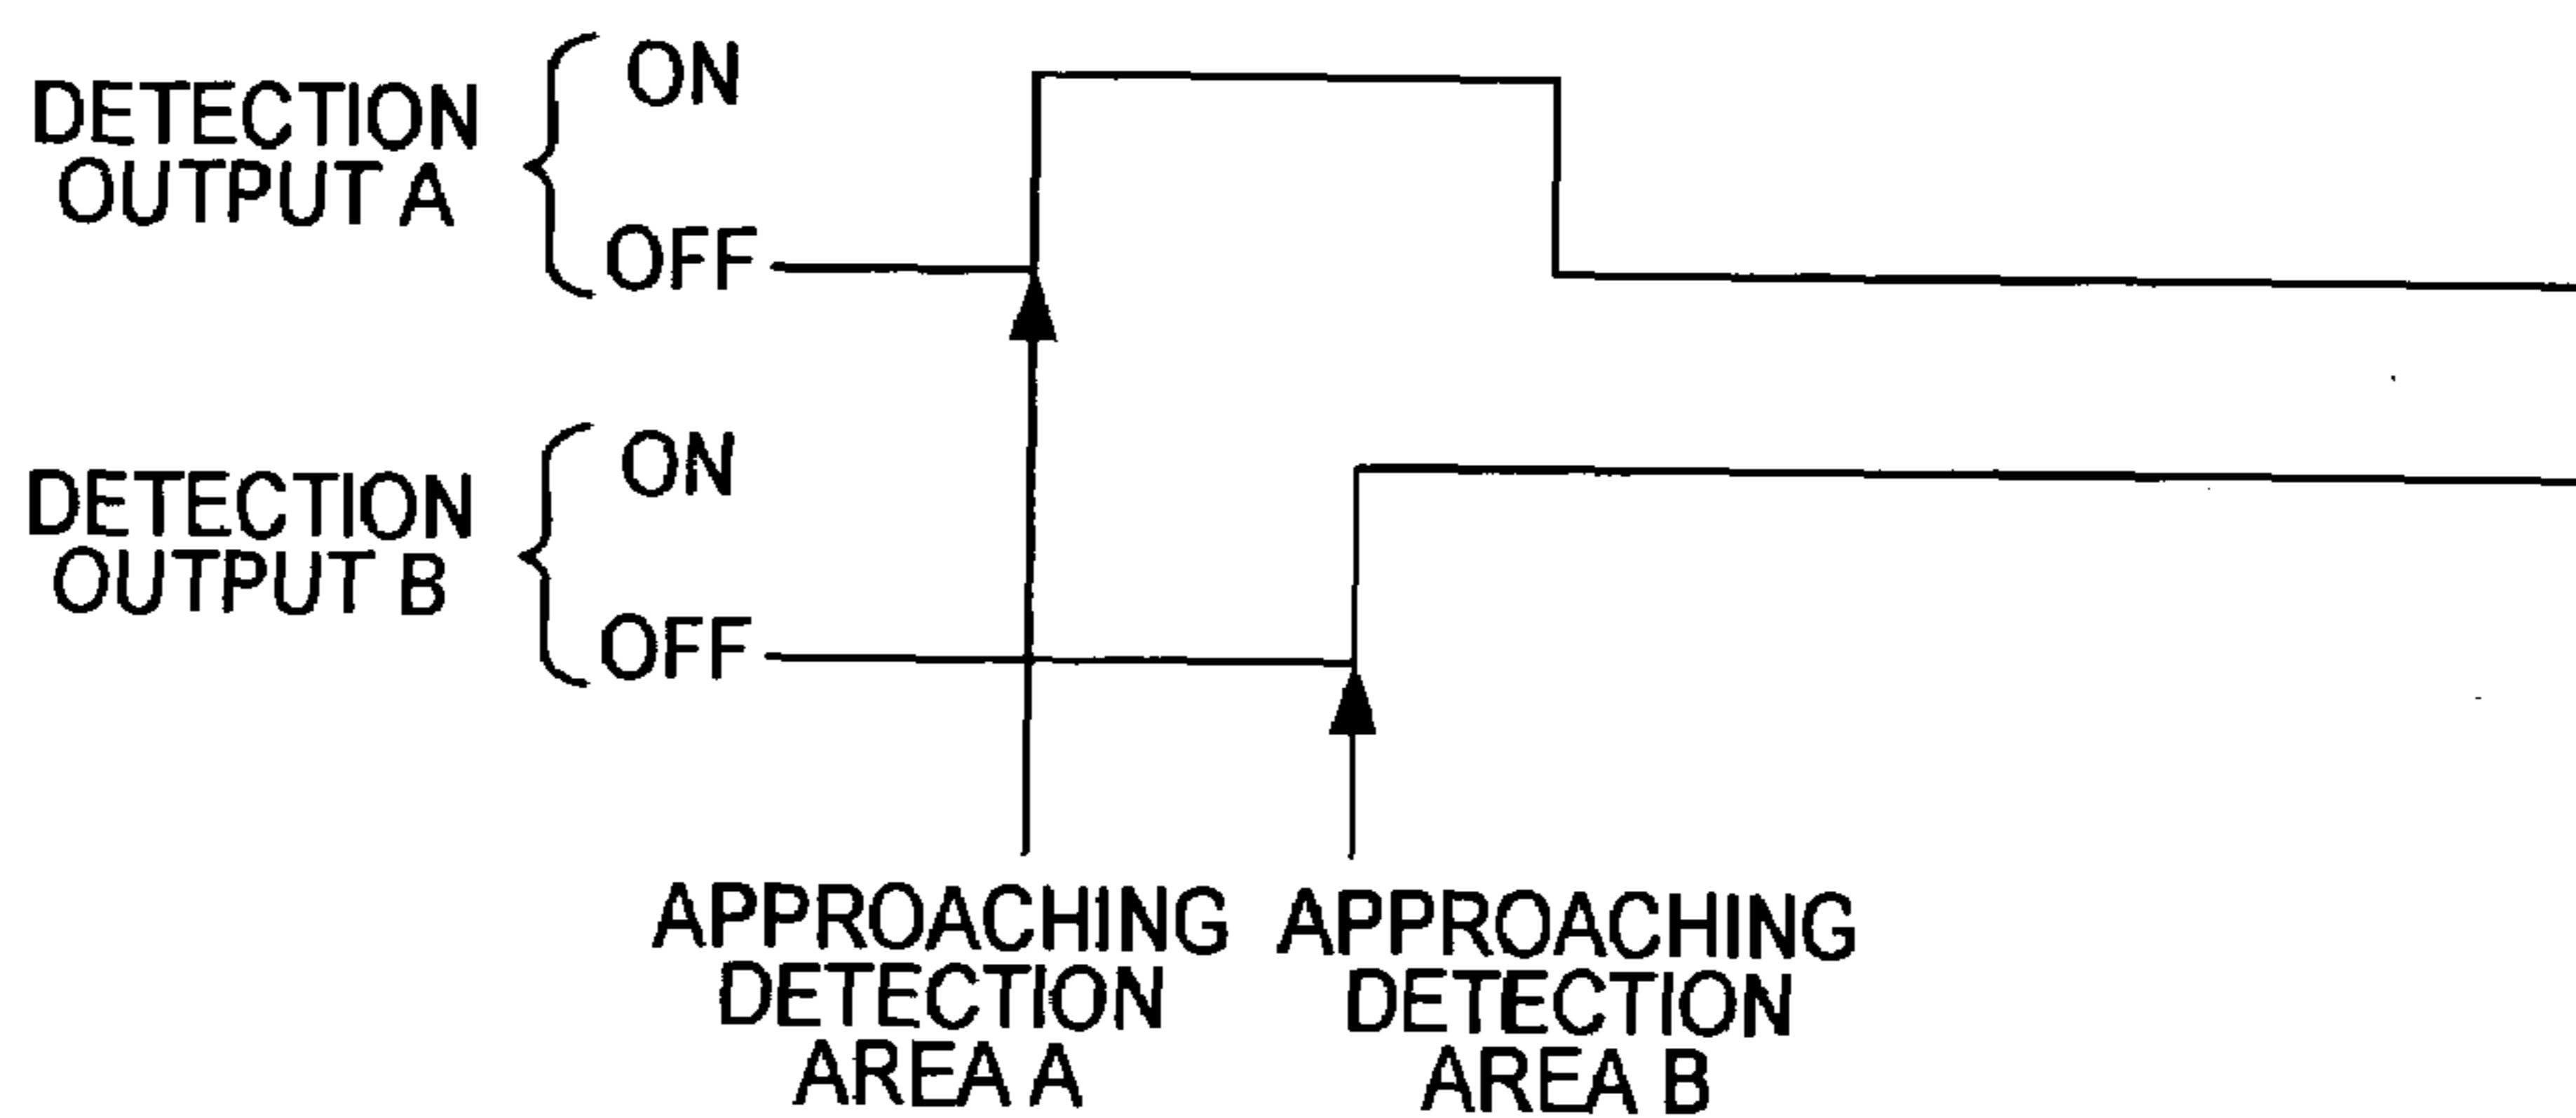 DETECTION
OUTPUT A
ON
OFF
DETECTION
OUTPUT B
ON
OFF
APPROACHING
DETECTION
AREA A
APPROACHING
DETECTION
AREA B